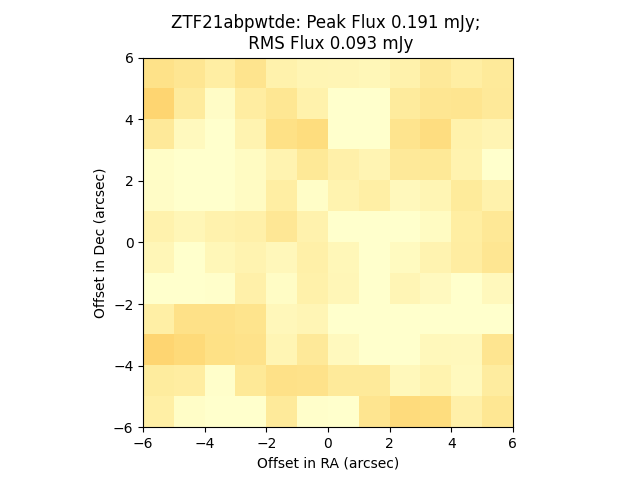 ZTF21abpwtde: Peak Flux 0.191 mJy;
RMS Flux 0.093 mJy
6
4
2
0
−2
−4
−6
Offset in Dec (arcsec)
−6 −4 −2 0 2 4 6
Offset in RA (arcsec)